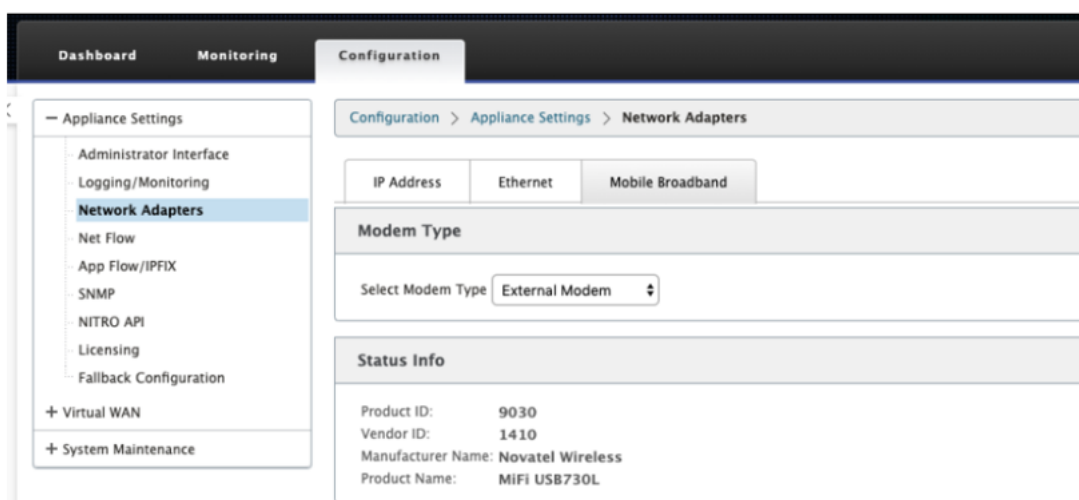 Dashboard Monitoring Configuration
— Appliance Settings
Administrator Interface
Logging/Monitoring
Network Adapters
Net Flow
App Flow/IPFIX
SNMP
NITRO API
Licensing
Fallback Configuration
+ Virtual WAN
+ System Maintenance
Configuration > Appliance Settings > Network Adapters
IP Address Ethernet Mobile Broadband
Modem Type
Select Modem Type External Modem
Status Info
Product ID: 9030
Vendor ID: 1410
Manufacturer Name: Novatel Wireless
Product Name: MiFi USB730L